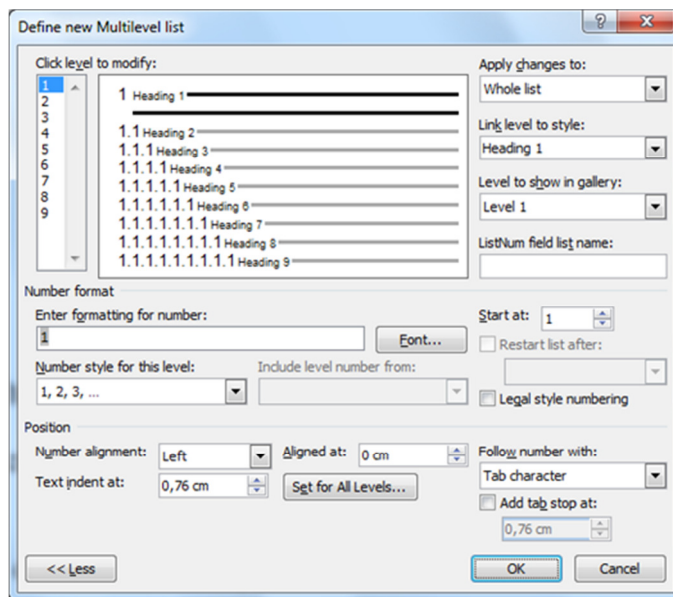 Define new Multilevel list
Click level to modify:
1
2
3
4
5
6
7
8
9
1 Heading 1
1.1 Heading 2
1.1.1 Heading 3
1.1.1.1 Heading 4
1.1.1.1.1 Heading 5
1.1.1.1.1.1 Heading 6
1.1.1.1.1.1.1 Heading 7
1.1.1.1.1.1.1.1 Heading 8
1.1.1.1.1.1.1.1.1 Heading 9
Apply changes to:
Whole list
Link level to style:
Heading 1
Level to show in gallery:
Level 1
ListNum field list name:
Number format
Enter formatting for number:
1
Font...
Number style for this level:
1, 2, 3, ...
Include level number from:
Start at: 1
Restart list after:
Legal style numbering
Position
Number alignment: Left
Aligned at: 0 cm
Text indent at: 0,76 cm
Set for All Levels...
Follow number with:
Tab character
Add tab stop at:
0,76 cm
<< Less
OK
Cancel